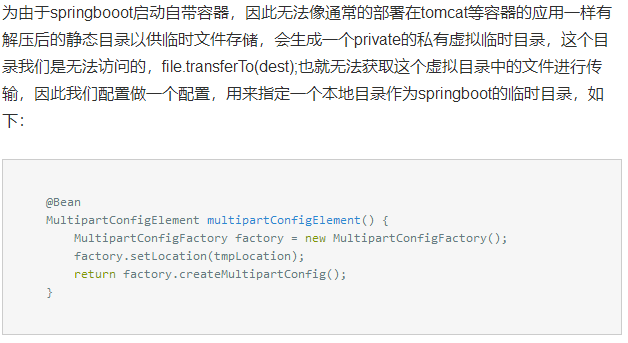 为由于springbooot启动自带容器，因此无法像通常的部署在tomcat等容器的应用一样有
解压后的静态目录以供临时文件存储，会生成一个private的私有虚拟临时目录，这个目
录我们是无法访问的，file.transferTo(dest);也就无法获取这个虚拟目录中的文件进行传
输，因此我们配置做一个配置，用来指定一个本地目录作为springboot的临时目录，如
下：
@Bean
MultipartConfigElement multipartConfigElement() {
    MultipartConfigFactory factory = new MultipartConfigFactory();
    factory.setLocation(tmpLocation);
    return factory.createMultipartConfig();
}